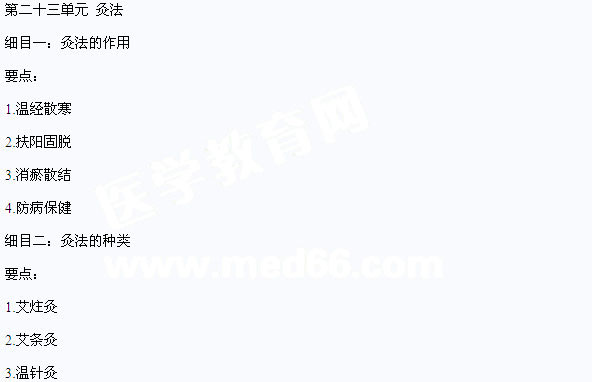 第二十三单元 灸法
细目一：灸法的作用
要点：
1.温经散寒
2.扶阳固脱
3.消瘀散结
4.防病保健
细目二：灸法的种类
要点：
1.艾炷灸
2.艾条灸
3.温针灸
医学教育网
www.med66.com